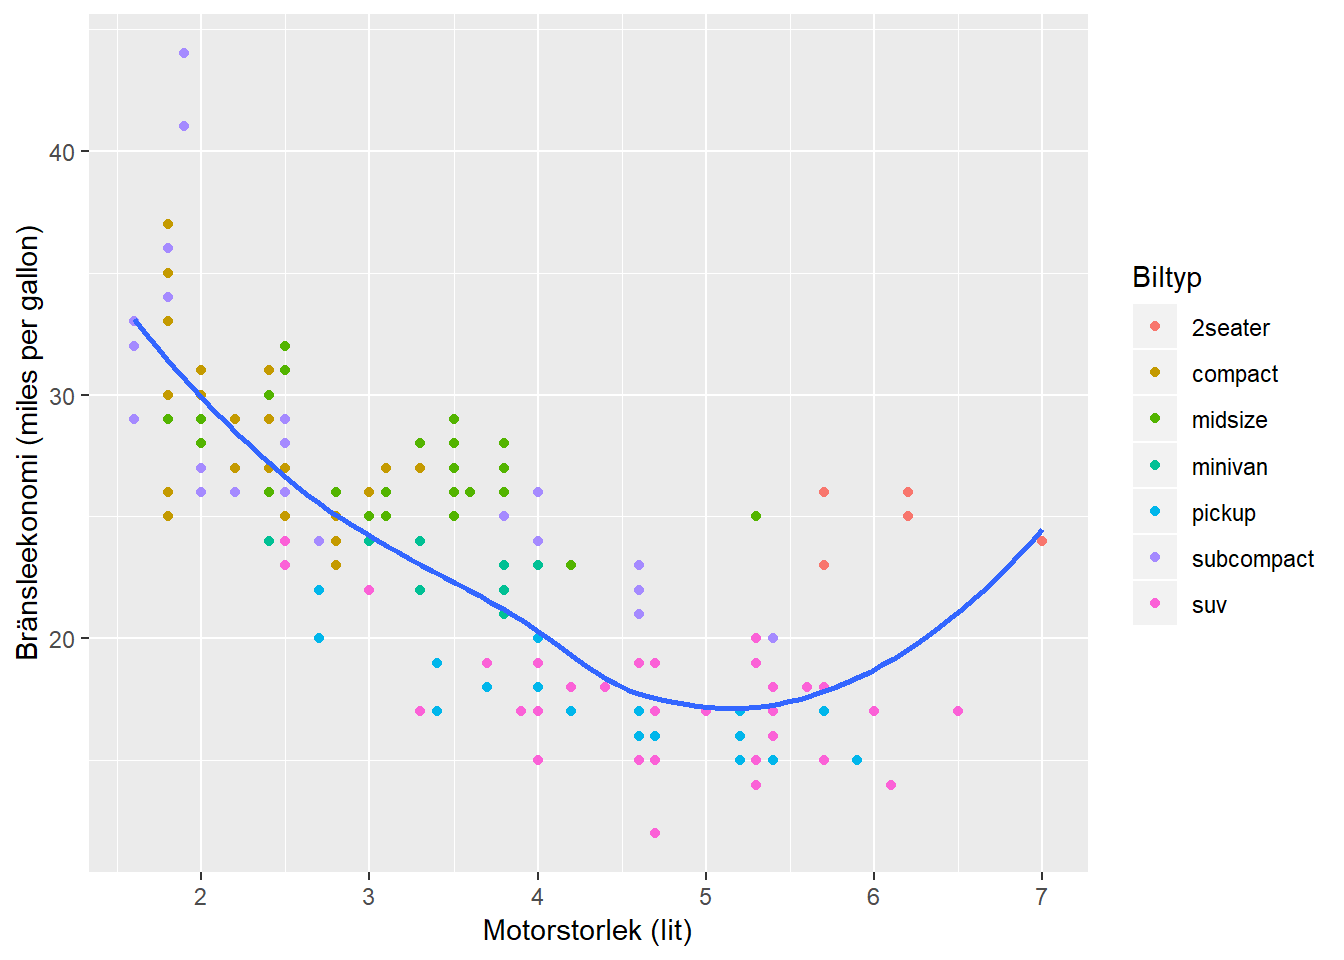 Bränsleekonomi (miles per gallon)
40
30
20
2 3 4 5 6 7
Motorstorlek (lit)
Biltyp
2seater
compact
midsize
minivan
pickup
subcompact
suv